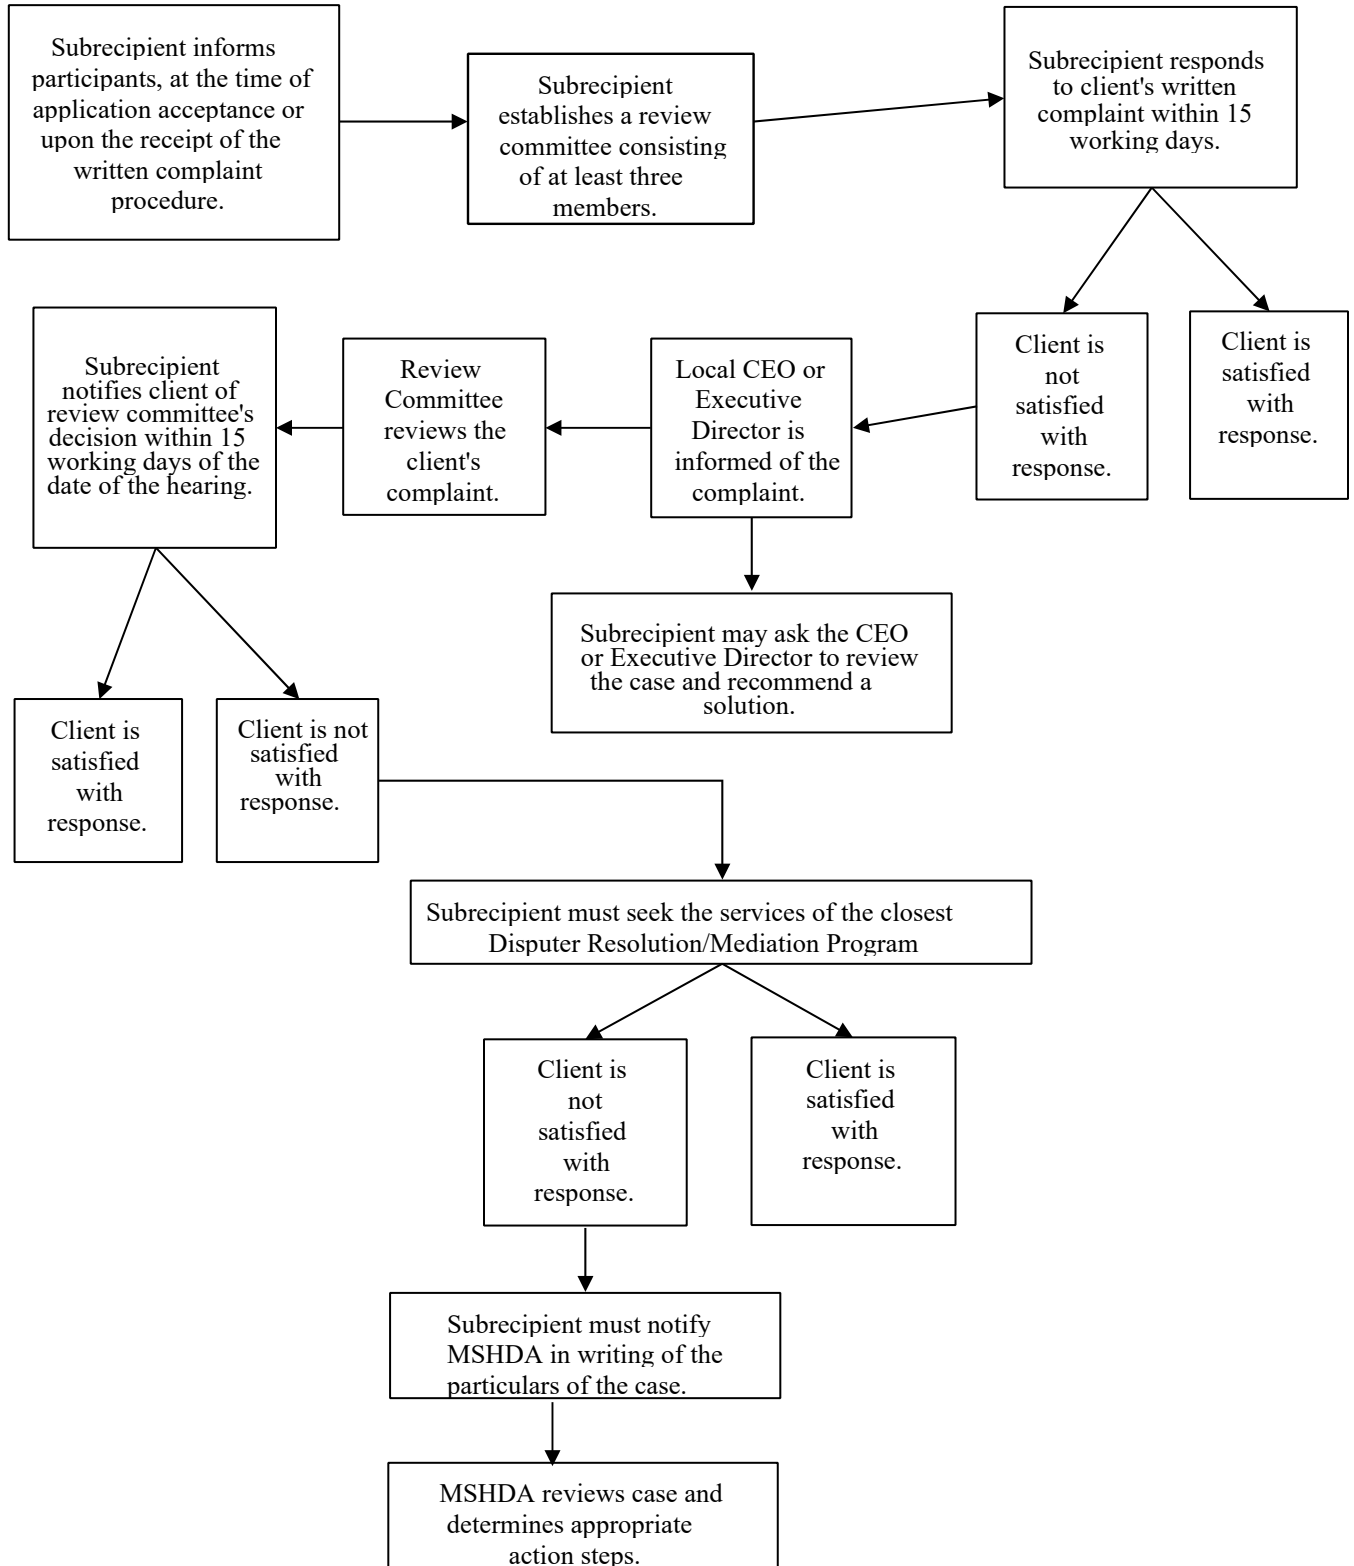 Subrecipient informs
participants, at the time of
application acceptance or
upon the receipt of the
written complaint
procedure.
Subrecipient
establishes a review
committee consisting
of at least three
members.
Subrecipient responds
to client's written
complaint within 15
working days.
Client is
not
satisfied
with
response.
Client is
satisfied
with
response.
Local CEO or
Executive
Director is
informed of the
complaint.
Subrecipient may ask the CEO
or Executive Director to review
the case and recommend a
solution.
Review
Committee
reviews the
client's
complaint.
Subrecipient
notifies client of
review committee's
decision within 15
working days of the
date of the hearing.
Client is
satisfied
with
response.
Client is not
satisfied
with
response.
Subrecipient must seek the services of the closest
Disputer Resolution/Mediation Program
Client is
not
satisfied
with
response.
Client is
satisfied
with
response.
Subrecipient must notify
MSHDA in writing of the
particulars of the case.
MSHDA reviews case and
determines appropriate
action steps.